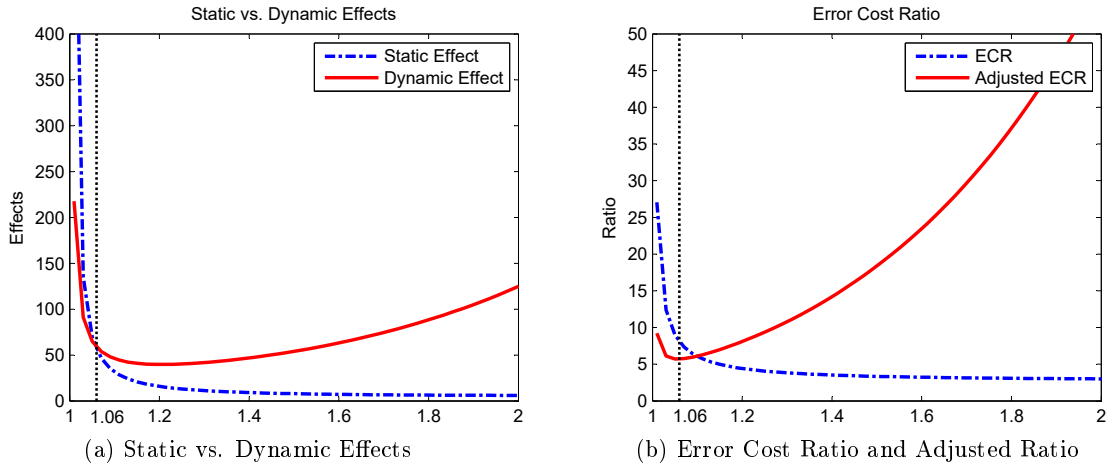 Static vs. Dynamic Effects
400
350
300
250
200
150
100
50
0
Effects
Static Effect
Dynamic Effect
1 1.06 1.2 1.4 1.6 1.8 2
(a) Static vs. Dynamic Effects
Error Cost Ratio
50
45
40
35
30
25
20
15
10
5
0
Ratio
ECR
Adjusted ECR
1 1.06 1.2 1.4 1.6 1.8 2
(b) Error Cost Ratio and Adjusted Ratio